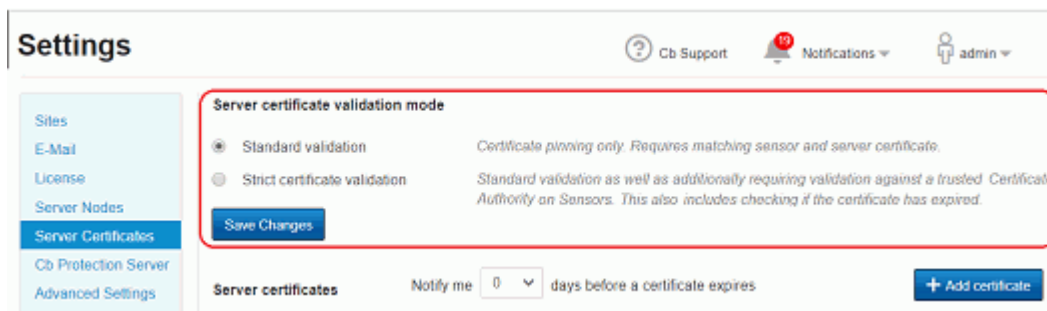 Settings
Cb Support
19
Notifications
admin
Sites
E-Mail
License
Server Nodes
Server Certificates
Cb Protection Server
Advanced Settings
Server certificate validation mode
Standard validation
Certificate pinning only. Requires matching sensor and server certificate.
Strict certificate validation
Standard validation as well as additionally requiring validation against a trusted Certificate
Authority on Sensors. This also includes checking if the certificate has expired.
Save Changes
Server certificates
Notify me 0 days before a certificate expires
+ Add certificate